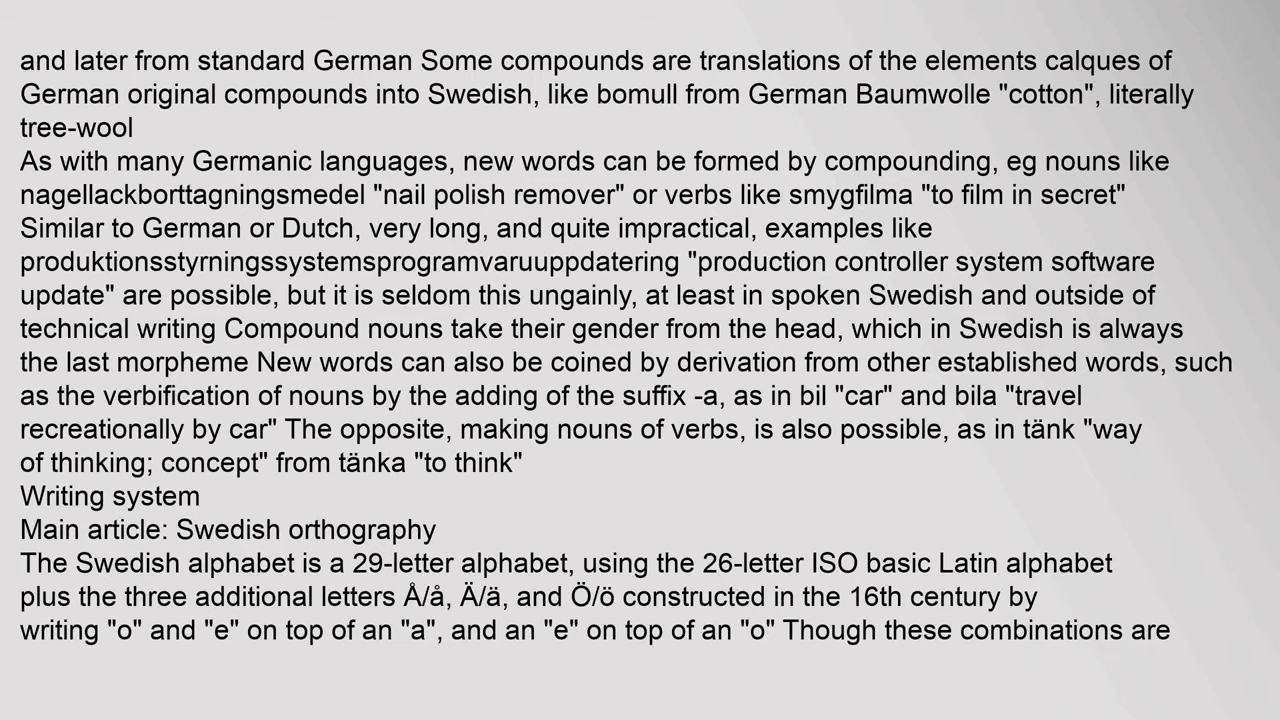 and later from standard German Some compounds are translations of the elements calques of
German original compounds into Swedish, like bomull from German Baumwolle "cotton", literally
tree-wool
As with many Germanic languages, new words can be formed by compounding, eg nouns like
nagellackborttagningsmedel "nail polish remover" or verbs like smygfilma "to film in secret"
Similar to German or Dutch, very long, and quite impractical, examples like
produktionsstyrningssystemsprogramvaruuppdatering "production controller system software
update" are possible, but it is seldom this ungainly, at least in spoken Swedish and outside of
technical writing Compound nouns take their gender from the head, which in Swedish is always
the last morpheme New words can also be coined by derivation from other established words, such
as the verbification of nouns by the adding of the suffix -a, as in bil "car" and bila "travel
recreationally by car" The opposite, making nouns of verbs, is also possible, as in tänk "way
of thinking; concept" from tänka "to think"
Writing system
Main article: Swedish orthography
The Swedish alphabet is a 29-letter alphabet, using the 26-letter ISO basic Latin alphabet
plus the three additional letters Å/å, Ä/ä, and Ö/ö constructed in the 16th century by
writing "o" and "e" on top of an "a", and an "e" on top of an "o" Though these combinations are